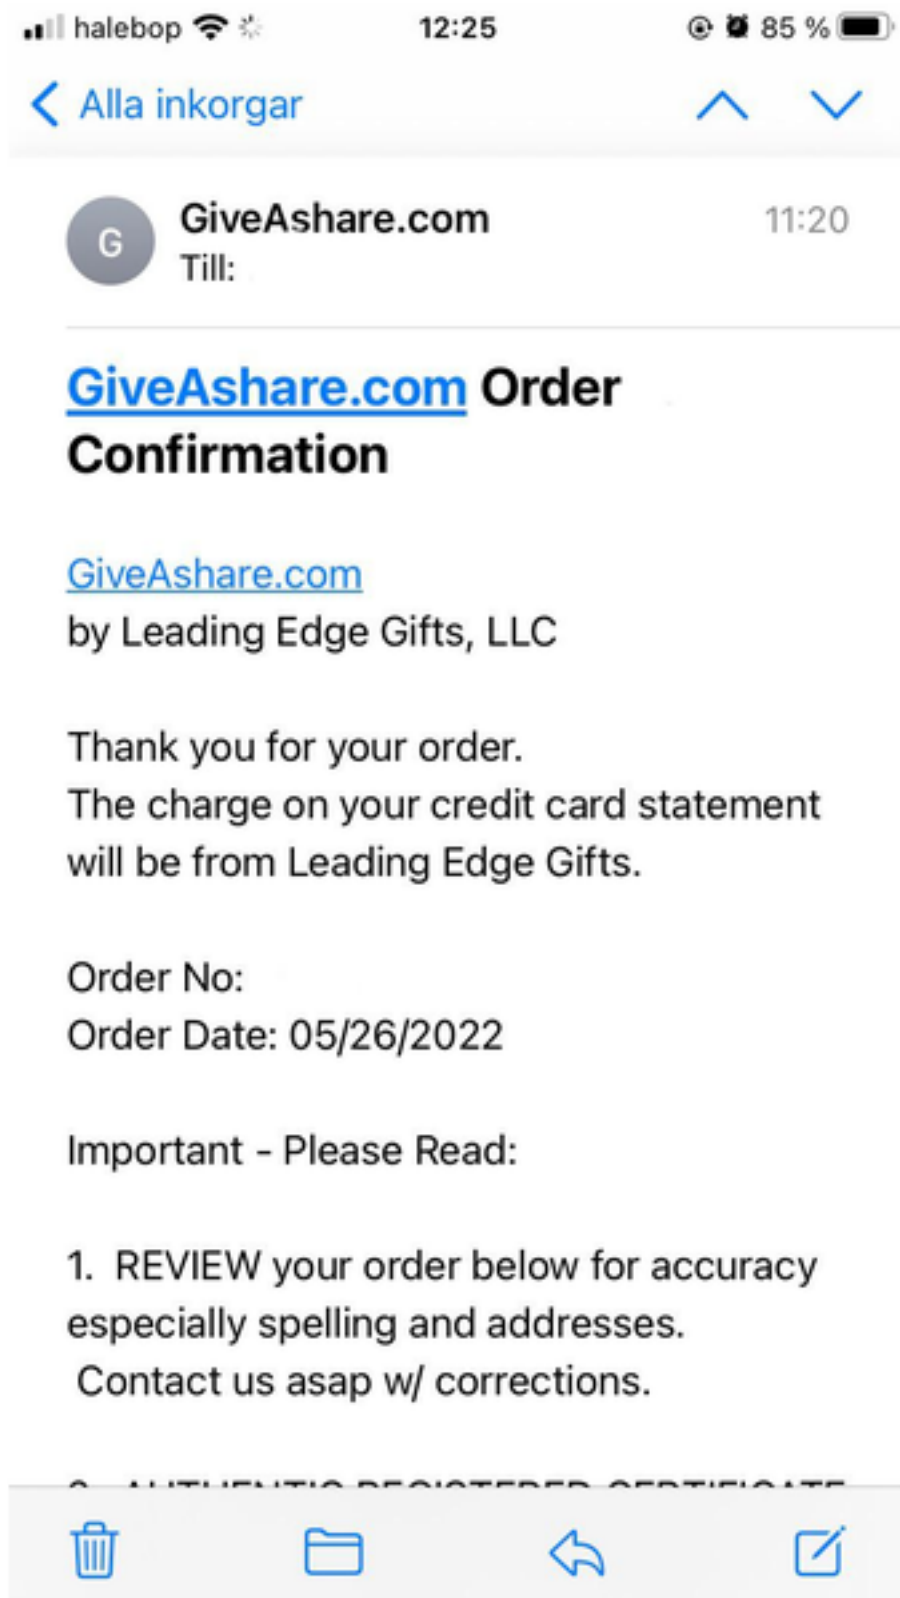 halebop 12:25 85 %
Alla inkorgar
G
GiveAshare.com 11:20
Till:
GiveAshare.com Order
Confirmation
GiveAshare.com
by Leading Edge Gifts, LLC
Thank you for your order.
The charge on your credit card statement
will be from Leading Edge Gifts.
Order No:
Order Date: 05/26/2022
Important - Please Read:
1. REVIEW your order below for accuracy
especially spelling and addresses.
Contact us asap w/ corrections.
AUTHENTIC REGISTERED CERTIFICATE